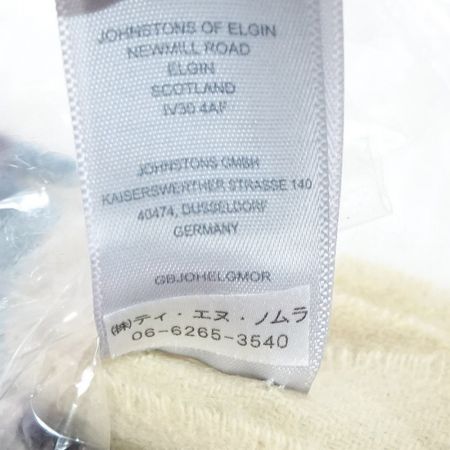 JOHNSTONS OF ELGIN
NEWMILL ROAD
ELGIN
SCOTLAND
IV30 4AF
JOHNSTONS GMBH
KAISERSWERTHER STRASSE 140
40474, DUSSELDORF
GERMANY
GBJOHELGMOR
(株)ティ・エヌ・ノムラ
06-6265-3540